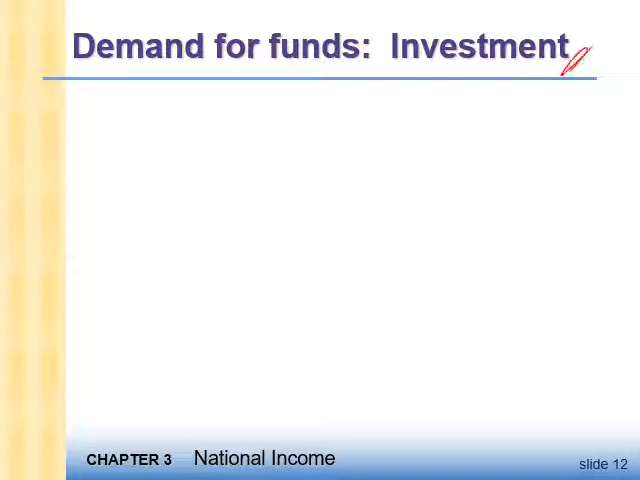 Demand for funds: Investment
CHAPTER 3 National Income
slide 12